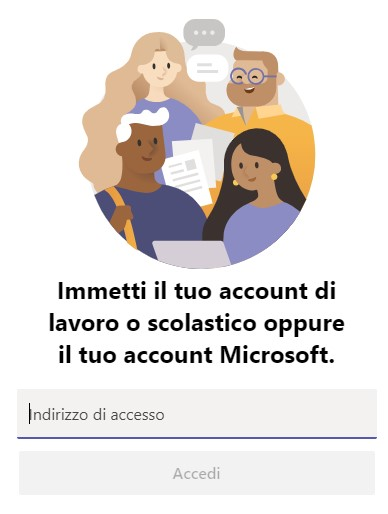 Immetti il tuo account di
lavoro o scolastico oppure
il tuo account Microsoft.
Indirizzo di accesso
Accedi